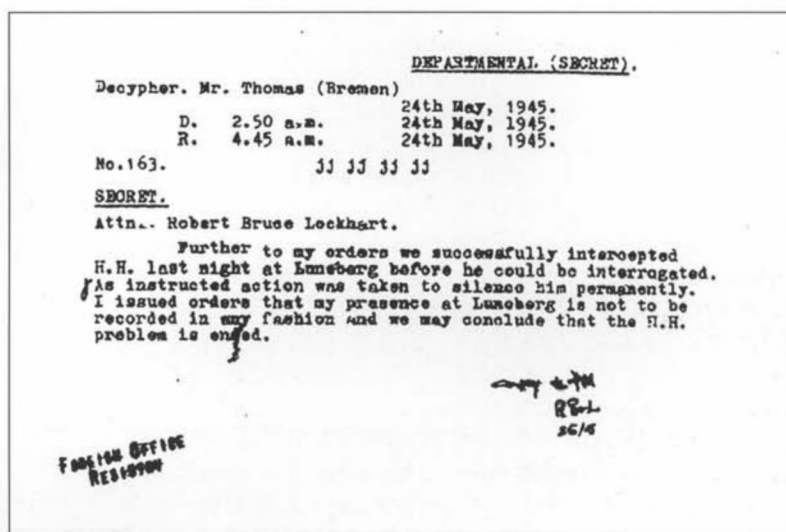 DEPARTMENTAL (SECRET).
Decypher. Mr. Thomas (Bremen)
24th May, 1945.
D. 2.50 a.m. 24th May, 1945.
R. 4.45 a.m. 24th May, 1945.
No.163. jj jj jj jj
SECRET.
Attn.. Robert Bruce Lockhart.
Further to my orders we successfully intercepted
H.H. last night at Luneberg before he could be interrogated.
As instructed action was taken to silence him permanently.
I issued orders that my presence at Luneberg is not to be
recorded in any fashion and we may conclude that the H.H.
problem is ended.
copy to PM
RBL
26/5
FOREIGN OFFICE
REGISTRY